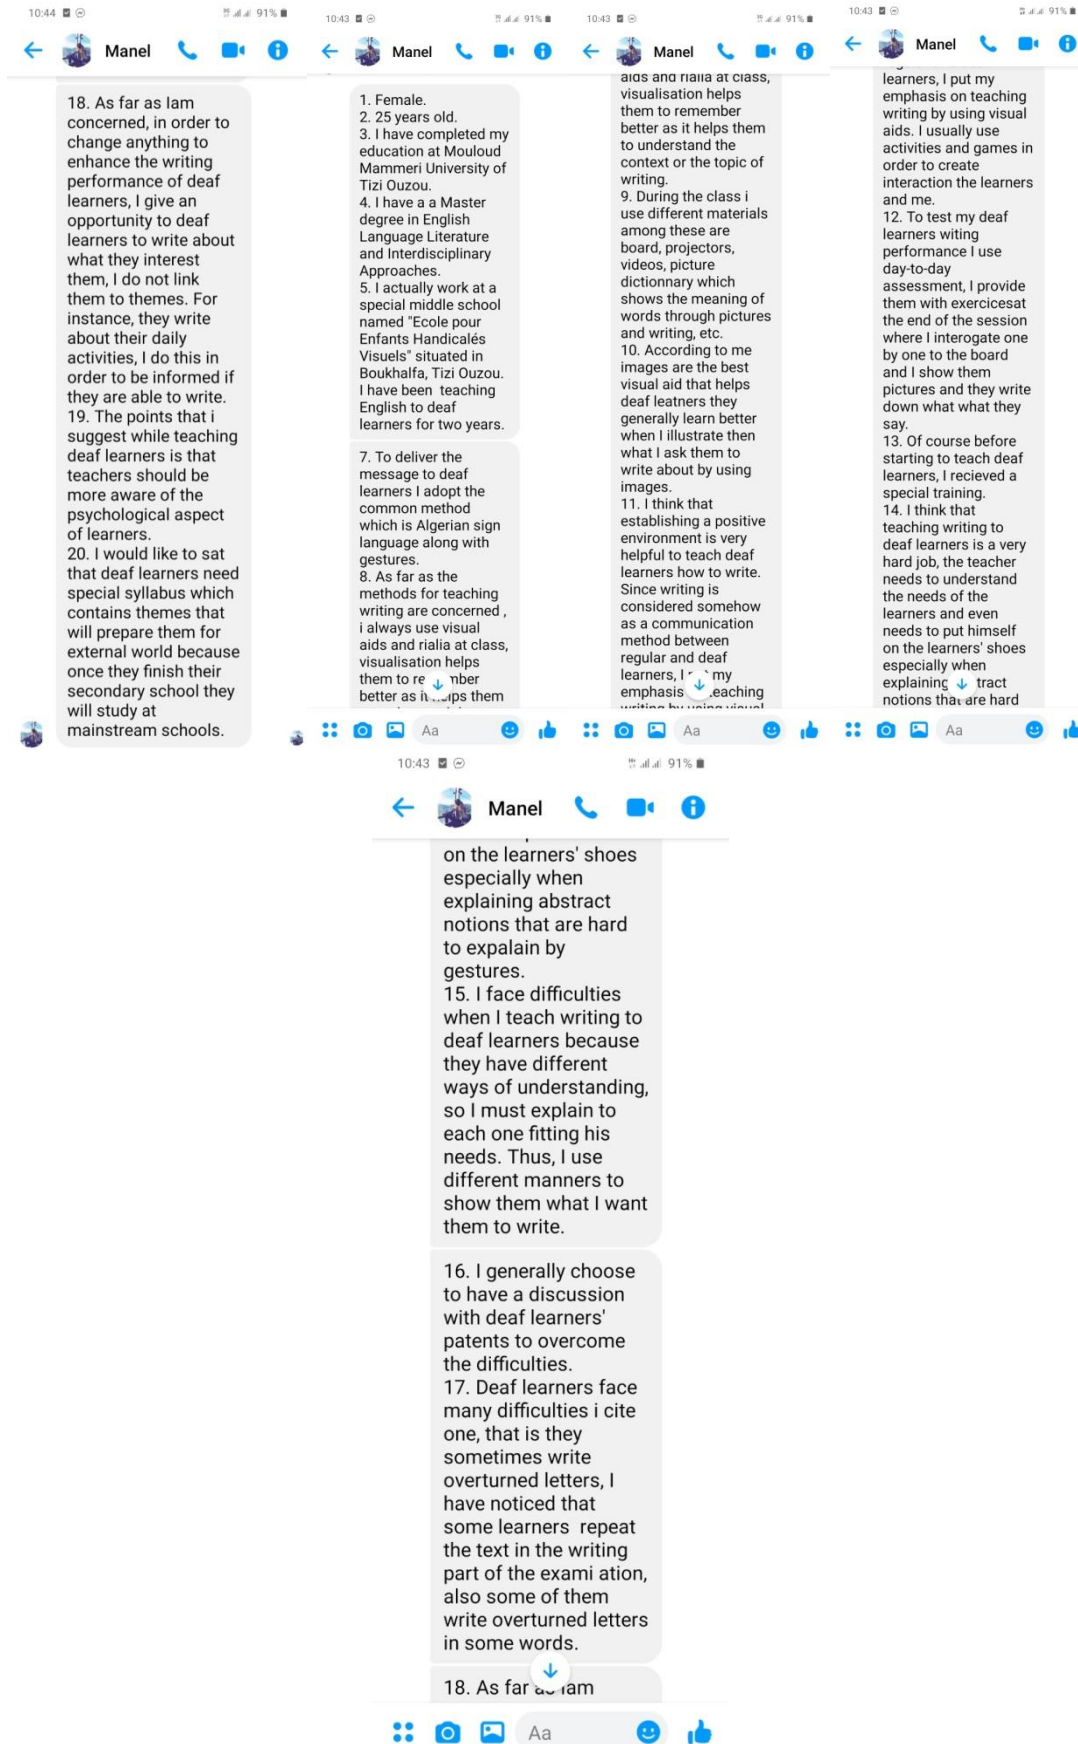 10:44 91%
Manel
18. As far as Iam
concerned, in order to
change anything to
enhance the writing
performance of deaf
learners, I give an
opportunity to deaf
learners to write about
what they interest
them, I do not link
them to themes. For
instance, they write
about their daily
activities, I do this in
order to be informed if
they are able to write.
19. The points that i
suggest while teaching
deaf learners is that
teachers should be
more aware of the
psychological aspect
of learners.
20. I would like to sat
that deaf learners need
special syllabus which
contains themes that
will prepare them for
external world because
once they finish their
secondary school they
will study at
mainstream schools.
10:43 91%
Manel
1. Female.
2. 25 years old.
3. I have completed my
education at Mouloud
Mammeri University of
Tizi Ouzou.
4. I have a a Master
degree in English
Language Literature
and Interdisciplinary
Approaches.
5. I actually work at a
special middle school
named "Ecole pour
Enfants Handicalés
Visuels" situated in
Boukhalfa, Tizi Ouzou.
I have been teaching
English to deaf
learners for two years.
7. To deliver the
message to deaf
learners I adopt the
common method
which is Algerian sign
language along with
gestures.
8. As far as the
methods for teaching
writing are concerned ,
i always use visual
aids and rialia at class,
visualisation helps
them to remember
better as it helps them
Aa
10:43 91%
Manel
aids and rialia at class,
visualisation helps
them to remember
better as it helps them
to understand the
context or the topic of
writing.
9. During the class i
use different materials
among these are
board, projectors,
videos, picture
dictionnary which
shows the meaning of
words through pictures
and writing, etc.
10. According to me
images are the best
visual aid that helps
deaf leatners they
generally learn better
when I illustrate then
what I ask them to
write about by using
images.
11. I think that
establishing a positive
environment is very
helpful to teach deaf
learners how to write.
Since writing is
considered somehow
as a communication
method between
regular and deaf
learners, I put my
emphasis on teaching
writing by using visual
Aa
10:43 91%
Manel
learners, I put my
emphasis on teaching
writing by using visual
aids. I usually use
activities and games in
order to create
interaction the learners
and me.
12. To test my deaf
learners witing
performance I use
day-to-day
assessment, I provide
them with exercicesat
the end of the session
where I interogate one
by one to the board
and I show them
pictures and they write
down what what they
say.
13. Of course before
starting to teach deaf
learners, I recieved a
special training.
14. I think that
teaching writing to
deaf learners is a very
hard job, the teacher
needs to understand
the needs of the
learners and even
needs to put himself
on the learners' shoes
especially when
explaining abstract
notions that are hard
Aa
10:43 91%
Manel
on the learners' shoes
especially when
explaining abstract
notions that are hard
to expalain by
gestures.
15. I face difficulties
when I teach writing to
deaf learners because
they have different
ways of understanding,
so I must explain to
each one fitting his
needs. Thus, I use
different manners to
show them what I want
them to write.
16. I generally choose
to have a discussion
with deaf learners'
patents to overcome
the difficulties.
17. Deaf learners face
many difficulties i cite
one, that is they
sometimes write
overturned letters, I
have noticed that
some learners repeat
the text in the writing
part of the exami ation,
also some of them
write overturned letters
in some words.
18. As far as Iam
Aa